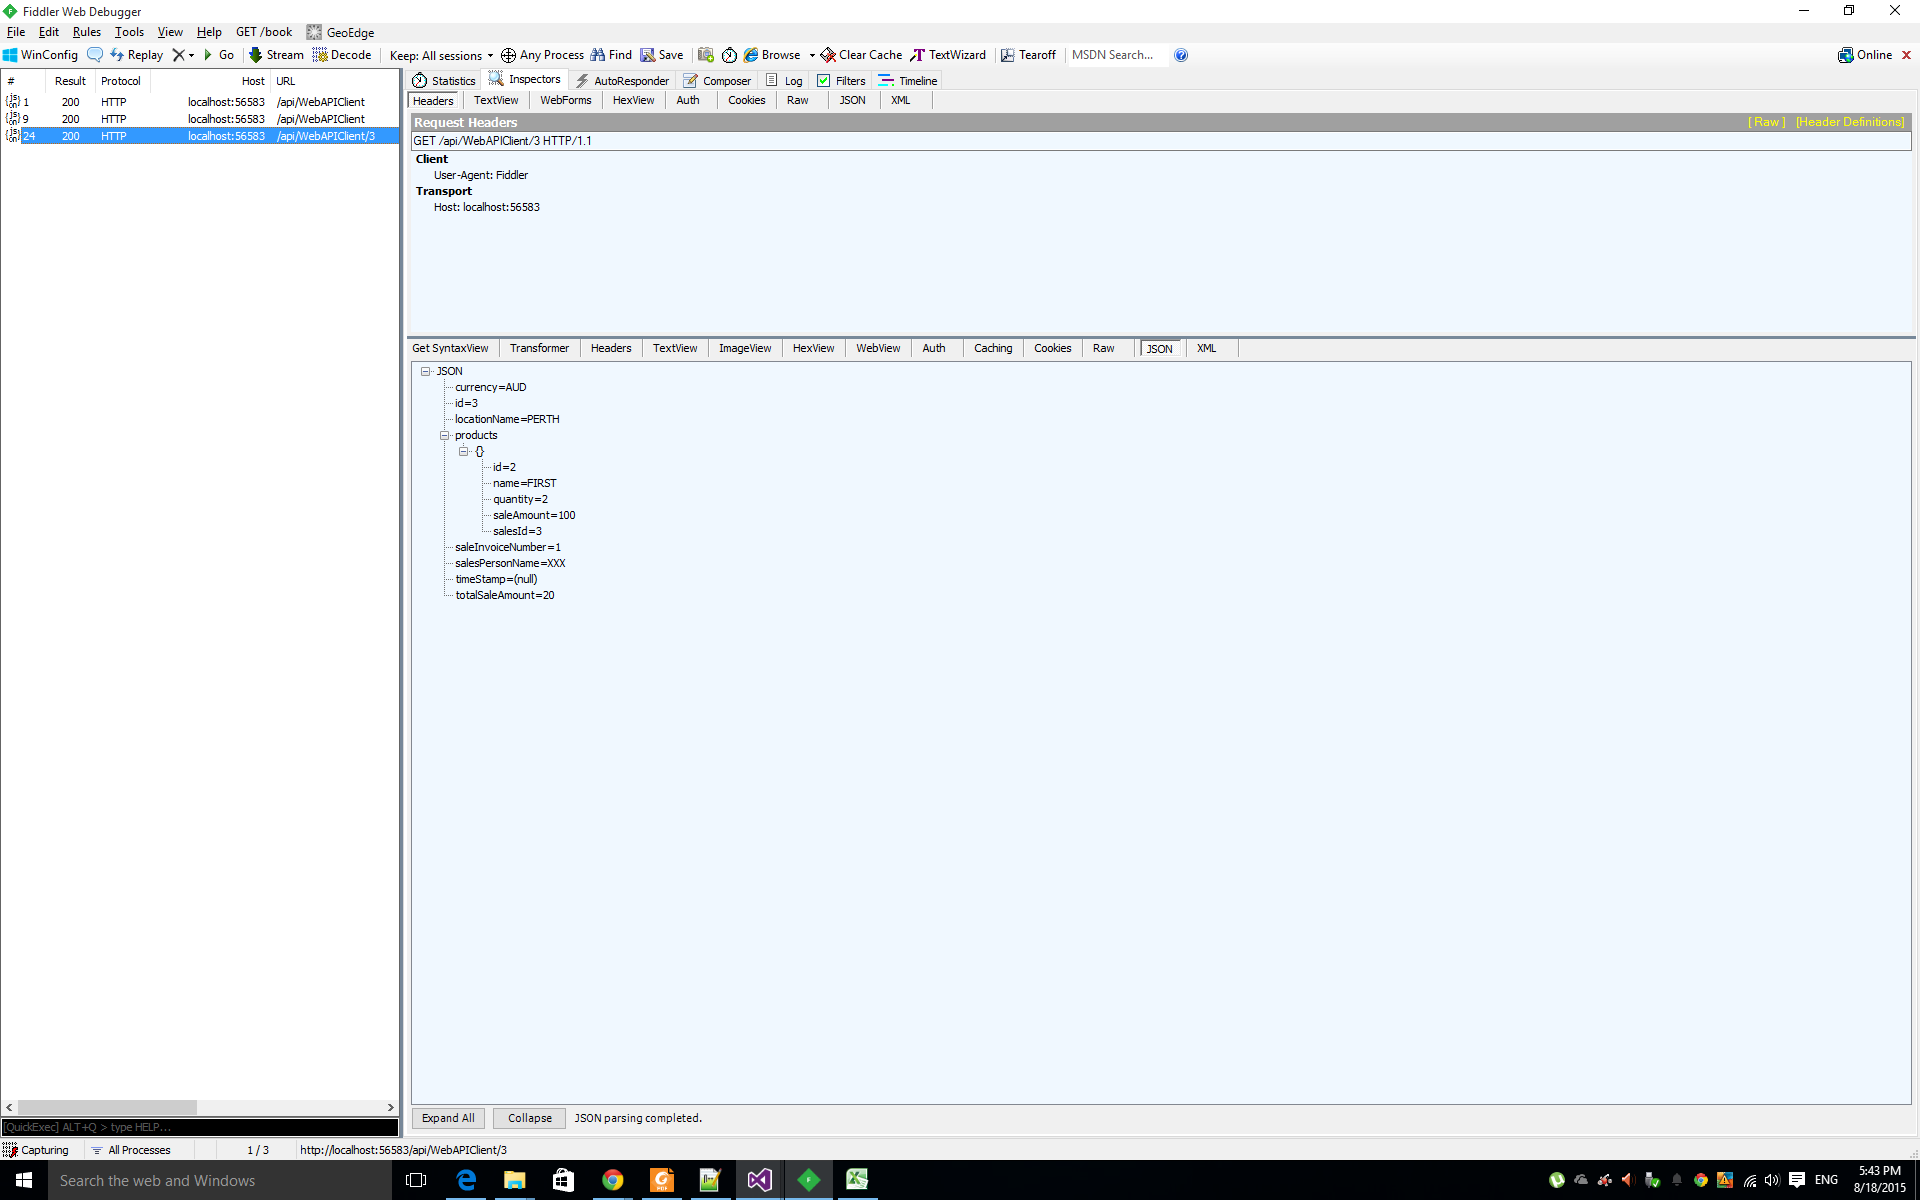 Fiddler Web Debugger
File Edit Rules Tools View Help GET /book GeoEdge
WinConfig Replay Go Stream Decode Keep: All sessions Any Process Find Save Browse Clear Cache TextWizard Tearoff MSDN Search... Online
# Result Protocol Host URL
1 200 HTTP localhost:56583 /api/WebAPIClient
9 200 HTTP localhost:56583 /api/WebAPIClient
24 200 HTTP localhost:56583 /api/WebAPIClient/3
Statistics Inspectors AutoResponder Composer Log Filters Timeline
Headers TextView WebForms HexView Auth Cookies Raw JSON XML
Request Headers [ Raw ] [Header Definitions]
GET /api/WebAPIClient/3 HTTP/1.1
Client
User-Agent: Fiddler
Transport
Host: localhost:56583
Get SyntaxView Transformer Headers TextView ImageView HexView WebView Auth Caching Cookies Raw JSON XML
JSON
currency=AUD
id=3
locationName=PERTH
products
{}
id=2
name=FIRST
quantity=2
saleAmount=100
salesId=3
saleInvoiceNumber=1
salesPersonName=XXX
timeStamp=(null)
totalSaleAmount=20
Expand All Collapse JSON parsing completed.
[QuickExec] ALT+Q > type HELP...
Capturing All Processes 1 / 3 http://localhost:56583/api/WebAPIClient/3
Search the web and Windows
ENG
5:43 PM
8/18/2015